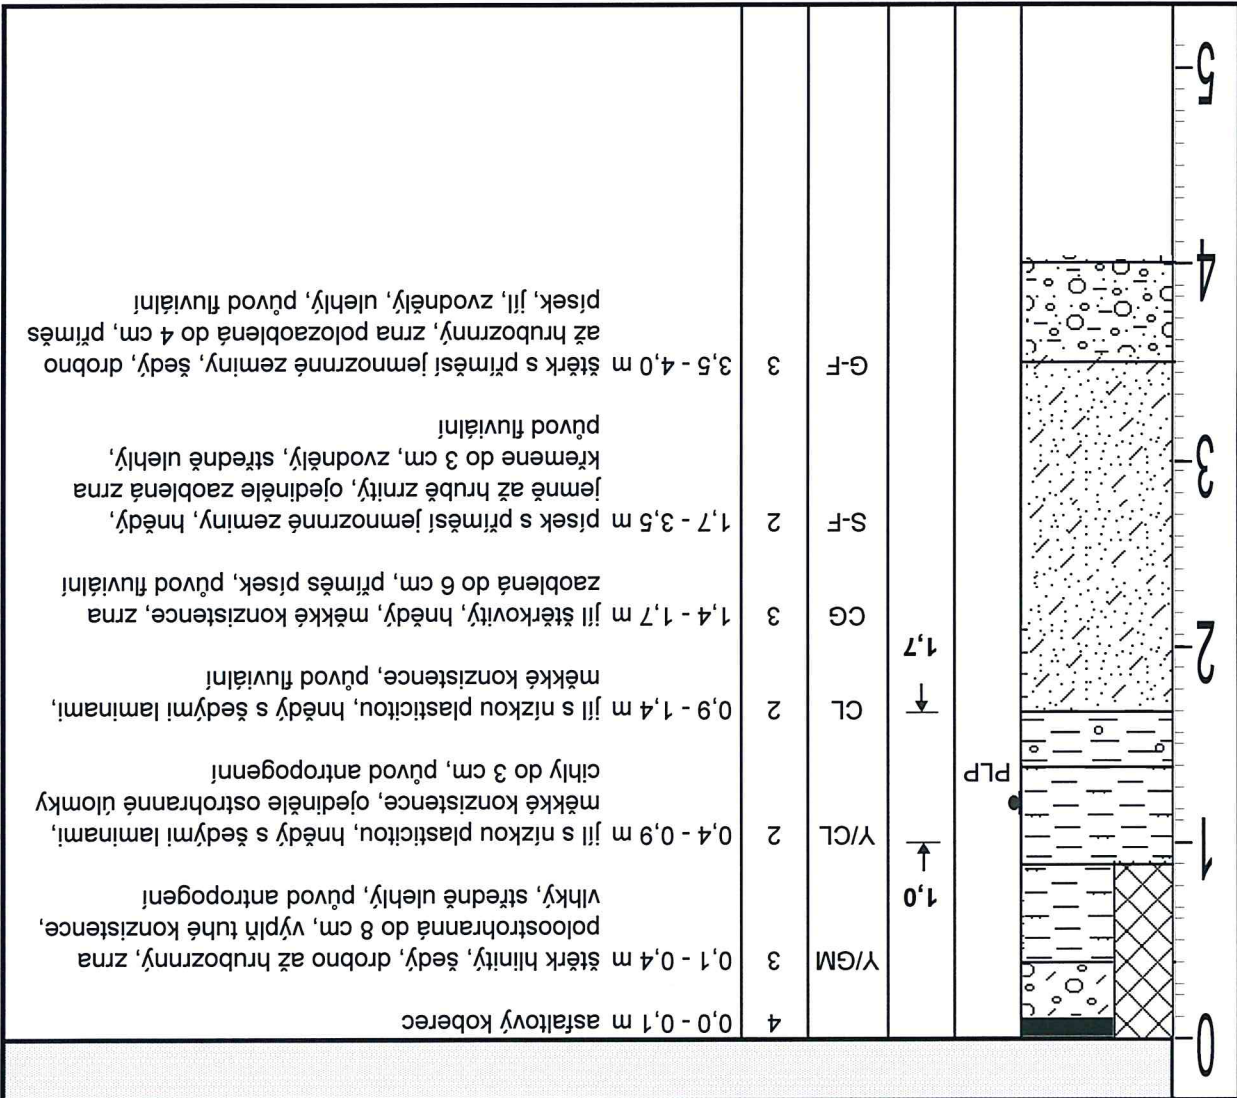 0
1
2
3
4
5
PLP
1,0
1,7
4 0,0 - 0,1 m asfaltový koberec
Y/GM 3 0,1 - 0,4 m štěrk hlinitý, šedý, drobno až hrubozrnný, zrna
poloostrohranná do 8 cm, výplň tuhé konzistence,
vlhký, středně ulehlý, původ antropogení
Y/CL 2 0,4 - 0,9 m jíl s nízkou plasticitou, hnědý s šedými laminami,
měkké konzistence, ojediněle ostrohranné úlomky
cihly do 3 cm, původ antropogenní
CL 2 0,9 - 1,4 m jíl s nízkou plasticitou, hnědý s šedými laminami,
měkké konzistence, původ fluviální
CG 3 1,4 - 1,7 m jíl štěrkovitý, hnědý, měkké konzistence, zrna
zaoblená do 6 cm, příměs písek, původ fluviální
S-F 2 1,7 - 3,5 m písek s příměsí jemnozrnné zeminy, hnědý,
jemně až hrubě zrnitý, ojediněle zaoblená zrna
křemene do 3 cm, zvodnělý, středně ulehlý,
původ fluviální
G-F 3 3,5 - 4,0 m štěrk s příměsí jemnozrnné zeminy, šedý, drobno
až hrubozrnný, zrna polozaoblená do 4 cm, příměs
písek, jíl, zvodnělý, ulehlý, původ fluviální